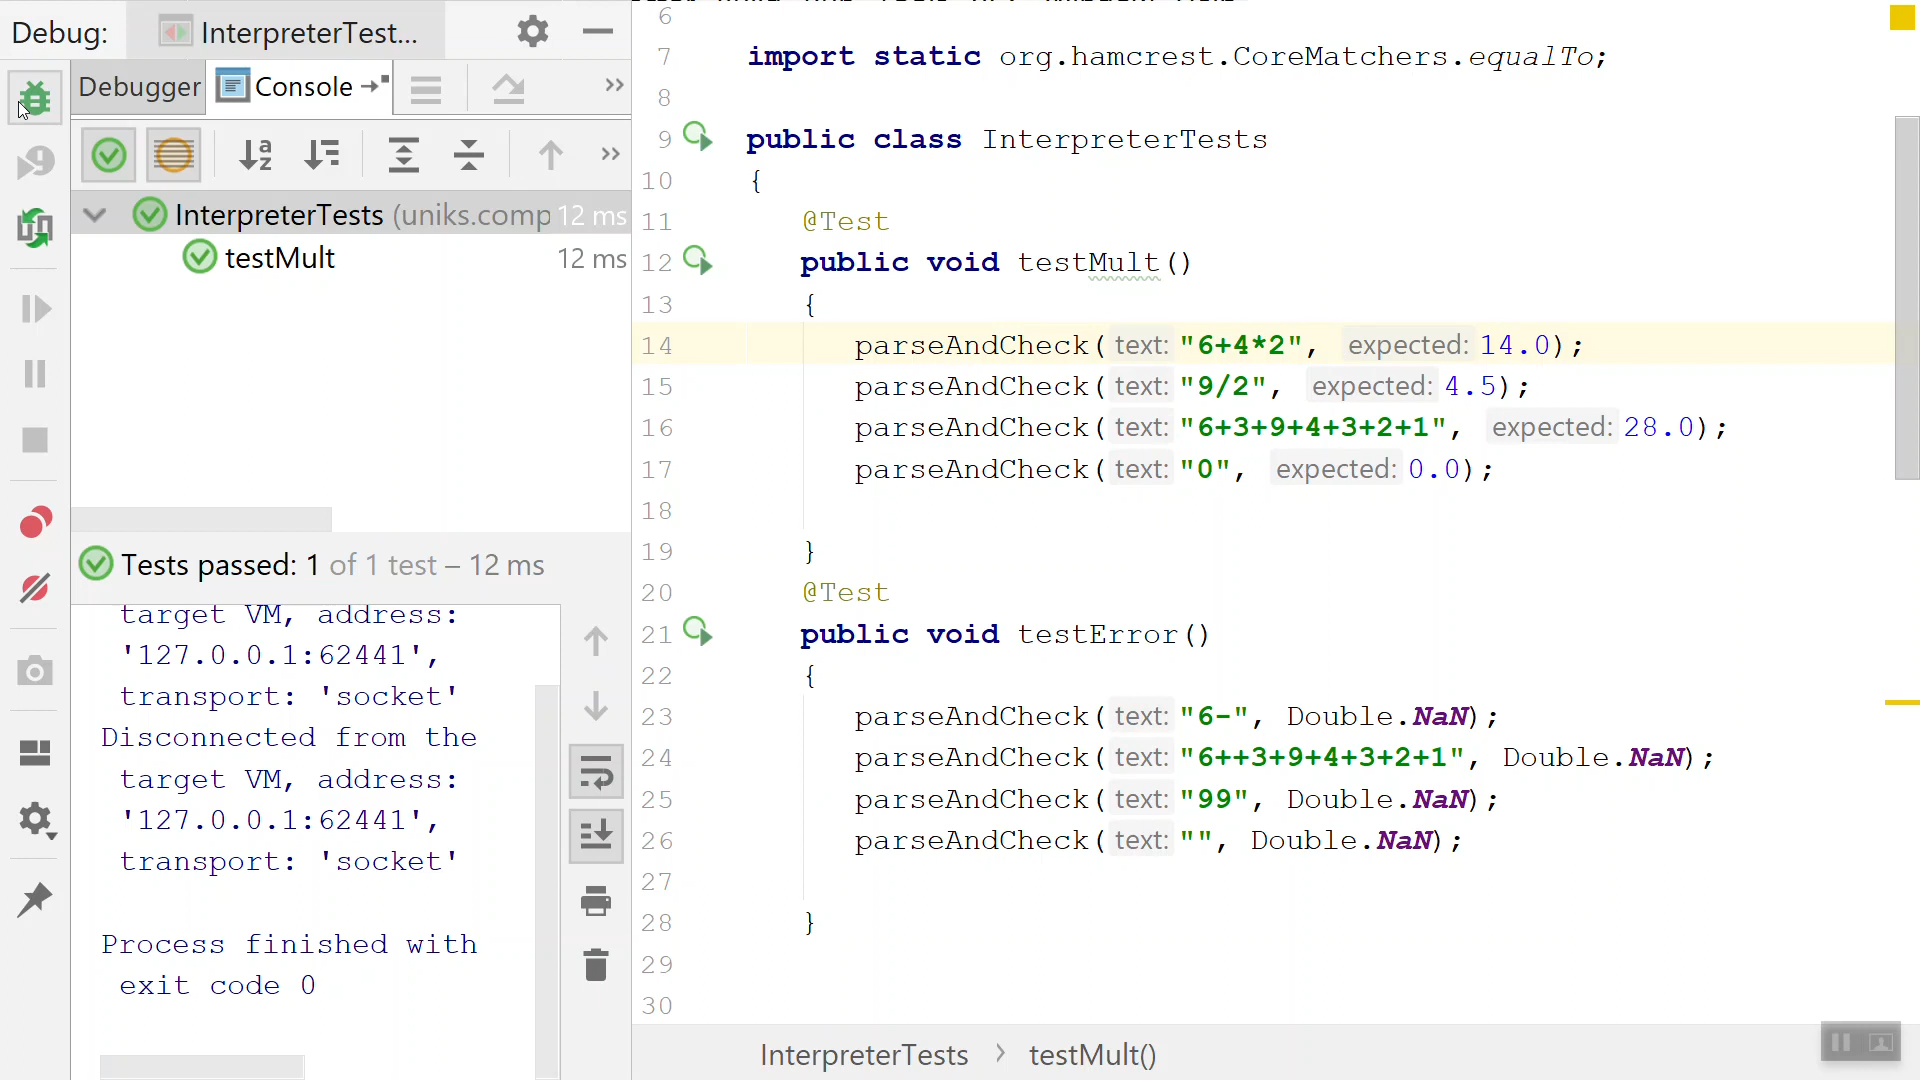 Debug: InterpreterTest...
Debugger Console
InterpreterTests (uniks.comp 12 ms
testMult 12 ms
Tests passed: 1 of 1 test – 12 ms
target VM, address:
'127.0.0.1:62441',
transport: 'socket'
Disconnected from the
target VM, address:
'127.0.0.1:62441',
transport: 'socket'
Process finished with
exit code 0
6
7 import static org.hamcrest.CoreMatchers.equalTo;
8
9 public class InterpreterTests
10 {
11 @Test
12 public void testMult()
13 {
14 parseAndCheck( text: "6+4*2", expected: 14.0);
15 parseAndCheck( text: "9/2", expected: 4.5);
16 parseAndCheck( text: "6+3+9+4+3+2+1", expected: 28.0);
17 parseAndCheck( text: "0", expected: 0.0);
18
19 }
20 @Test
21 public void testError()
22 {
23 parseAndCheck( text: "6-", Double.NaN);
24 parseAndCheck( text: "6++3+9+4+3+2+1", Double.NaN);
25 parseAndCheck( text: "99", Double.NaN);
26 parseAndCheck( text: "", Double.NaN);
27
28 }
29
30
InterpreterTests › testMult()